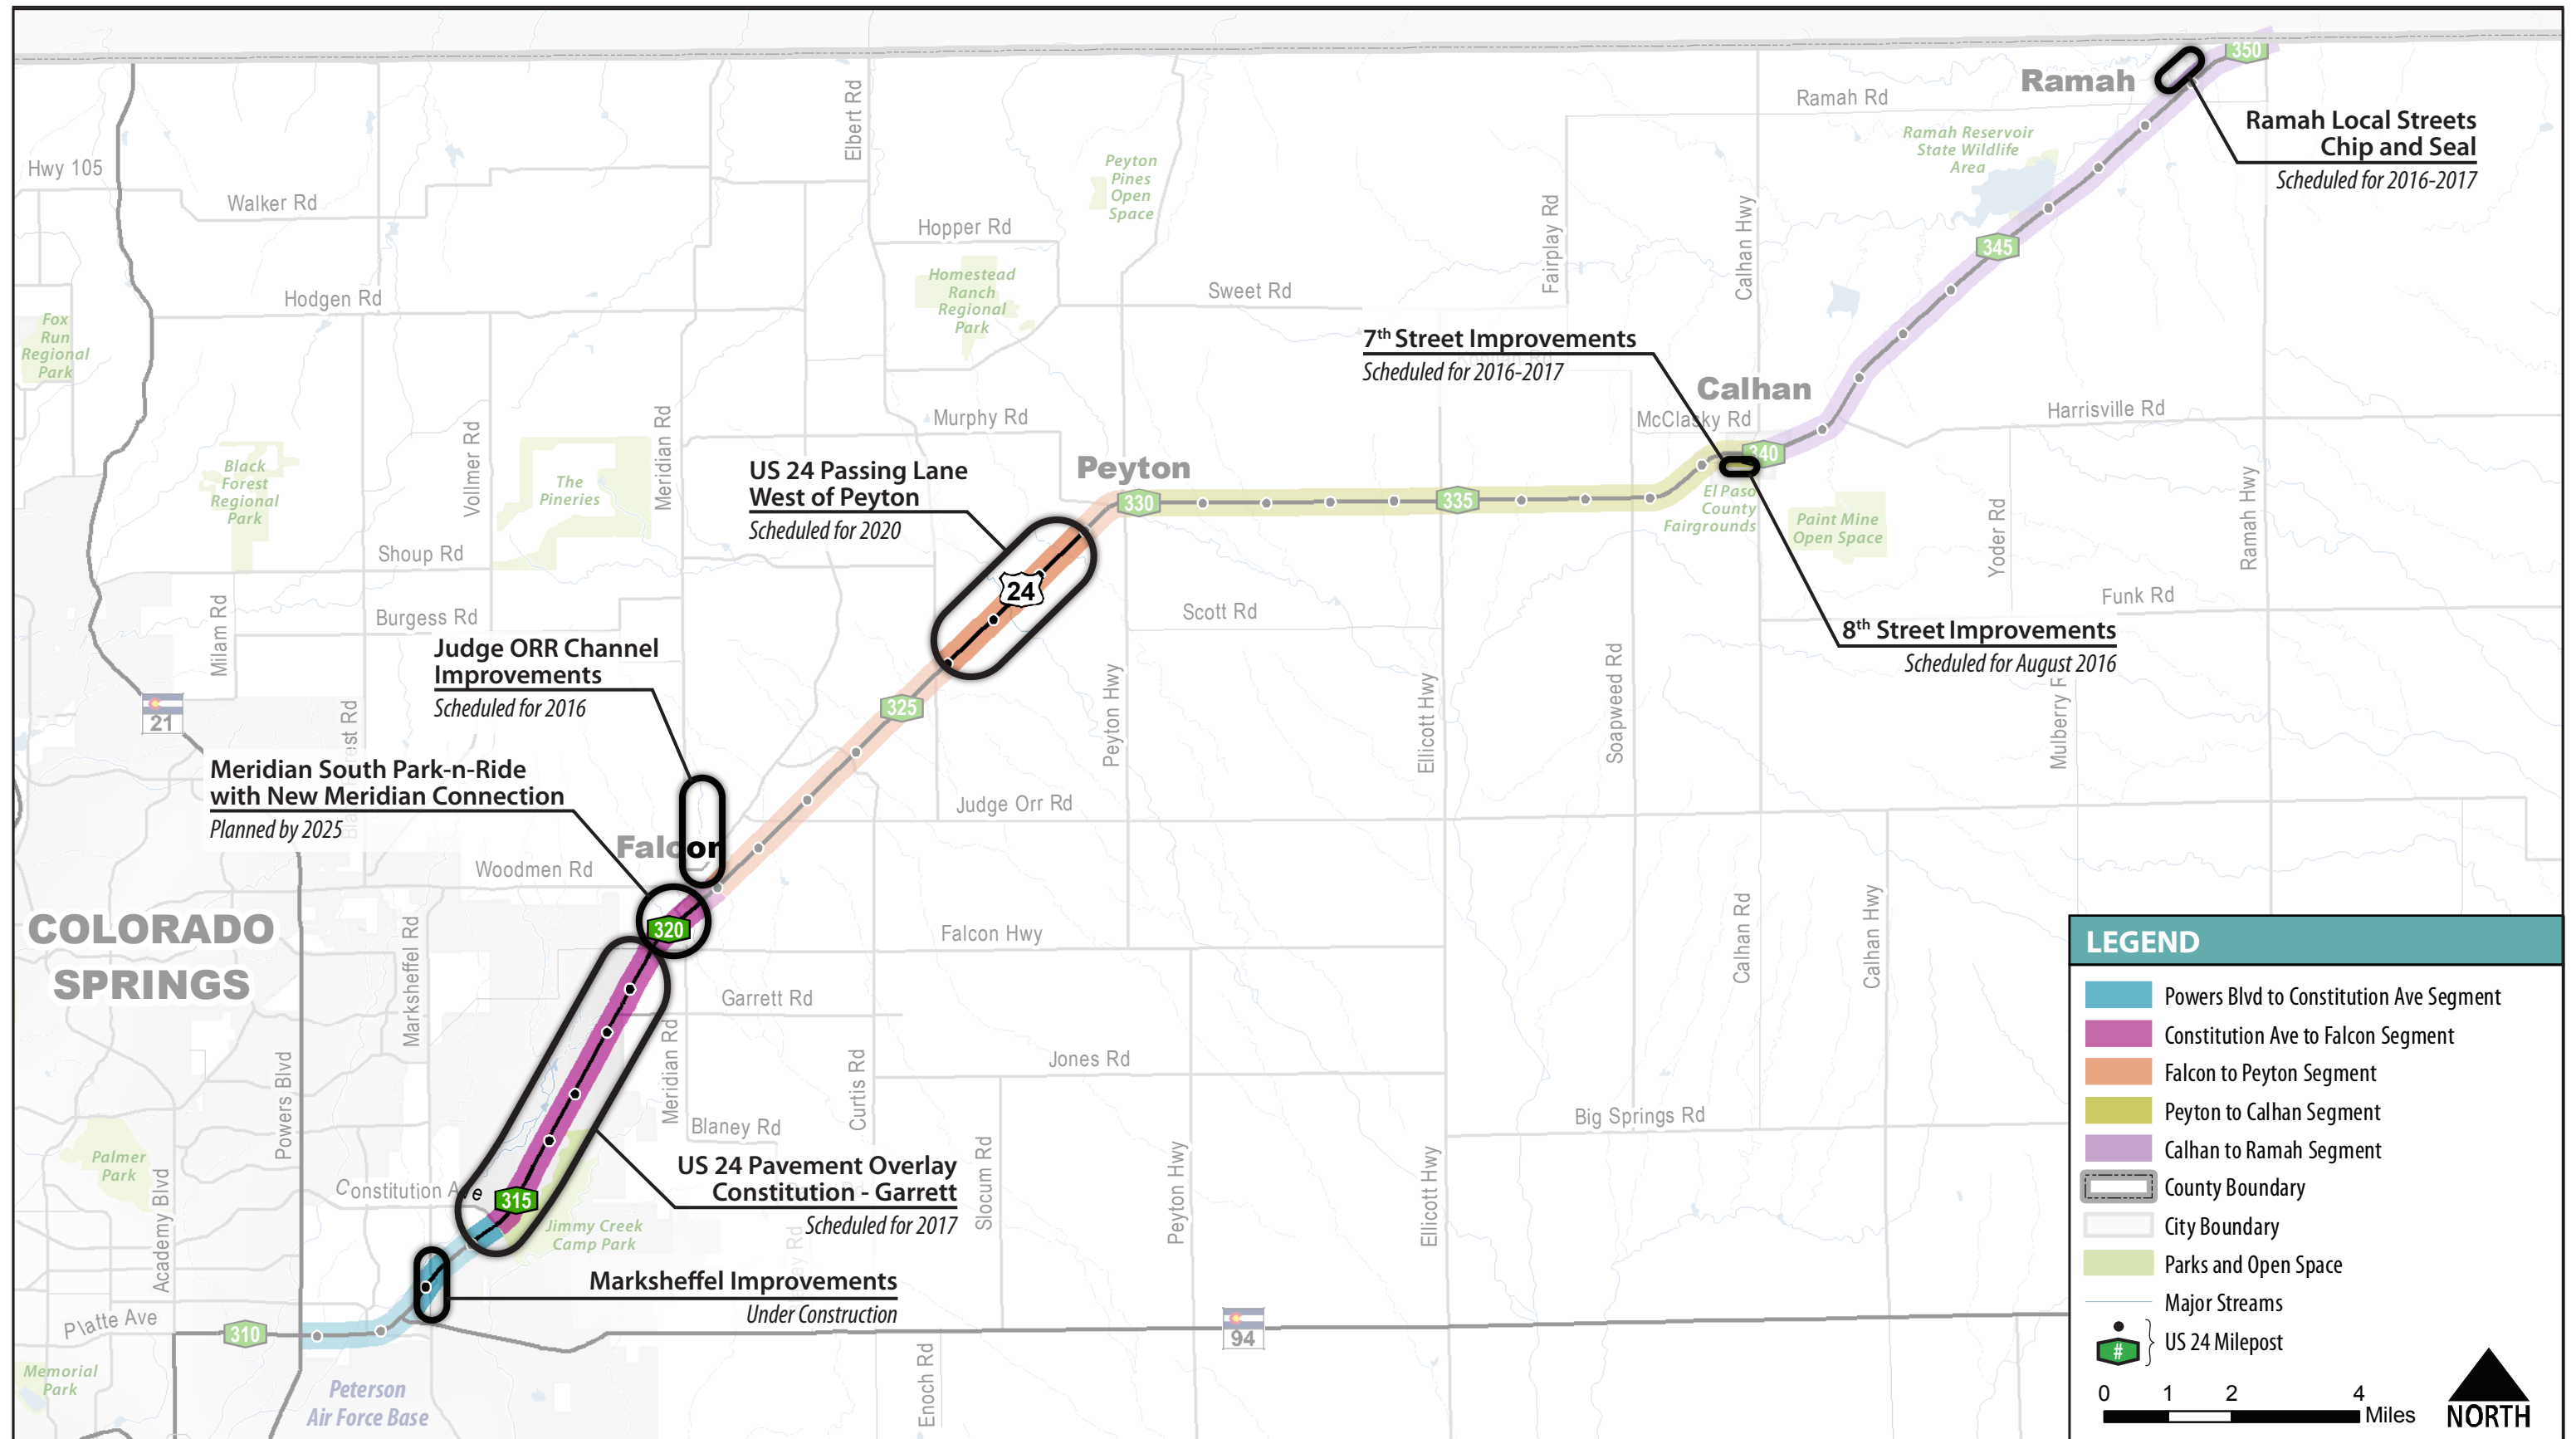 350
Ramah
Ramah Rd
Ramah Local Streets
Chip and Seal
Scheduled for 2016-2017
Elbert Rd
Hwy 105
Walker Rd
Peyton
Pines
Open
Space
Ramah Reservoir
State Wildlife
Area
Hopper Rd
Fairplay Rd
Calhan Hwy
345
Homestead
Ranch
Regional
Park
Sweet Rd
Hodgen Rd
Fox
Run
Regional
Park
7th Street Improvements
Scheduled for 2016-2017
Calhan
McClasky Rd
Harrisville Rd
Murphy Rd
Vollmer Rd
Meridian Rd
340
Black
Forest
Regional
Park
The
Pineries
US 24 Passing Lane
West of Peyton
Scheduled for 2020
Peyton
330
335
El Paso
County
Fairgrounds
Paint Mine
Open Space
Yoder Rd
Ramah Hwy
Shoup Rd
24
Milam Rd
Burgess Rd
Scott Rd
Funk Rd
Judge ORR Channel
Improvements
Scheduled for 2016
8th Street Improvements
Scheduled for August 2016
21
325
Peyton Hwy
Ellicott Hwy
Soapweed Rd
Mulberry R
Meridian South Park-n-Ride
with New Meridian Connection
Planned by 2025
Judge Orr Rd
Falcon
Woodmen Rd
COLORADO
SPRINGS
320
Marksheffel Rd
Falcon Hwy
Calhan Rd
Calhan Hwy
Garrett Rd
Powers Blvd
Meridian Rd
Curtis Rd
Jones Rd
Blaney Rd
Big Springs Rd
Palmer
Park
Academy Blvd
Constitution Ave
315
US 24 Pavement Overlay
Constitution - Garrett
Scheduled for 2017
Slocum Rd
Peyton Hwy
Ellicott Hwy
Jimmy Creek
Camp Park
Marksheffel Improvements
Under Construction
Platte Ave
310
94
Memorial
Park
Peterson
Air Force Base
Enoch Rd
LEGEND
Powers Blvd to Constitution Ave Segment
Constitution Ave to Falcon Segment
Falcon to Peyton Segment
Peyton to Calhan Segment
Calhan to Ramah Segment
County Boundary
City Boundary
Parks and Open Space
Major Streams
# US 24 Milepost
0 1 2 4
Miles
NORTH